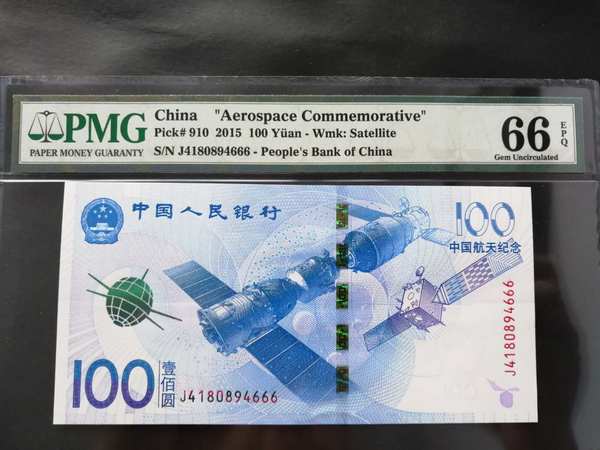 PMG
PAPER MONEY GUARANTY
China "Aerospace Commemorative"
Pick# 910 2015 100 Yüan - Wmk: Satellite
S/N J4180894666 - People's Bank of China
66 EPQ
Gem Uncirculated
中国人民银行
100
中国航天纪念
J4180894666
100
壹佰圆
J4180894666